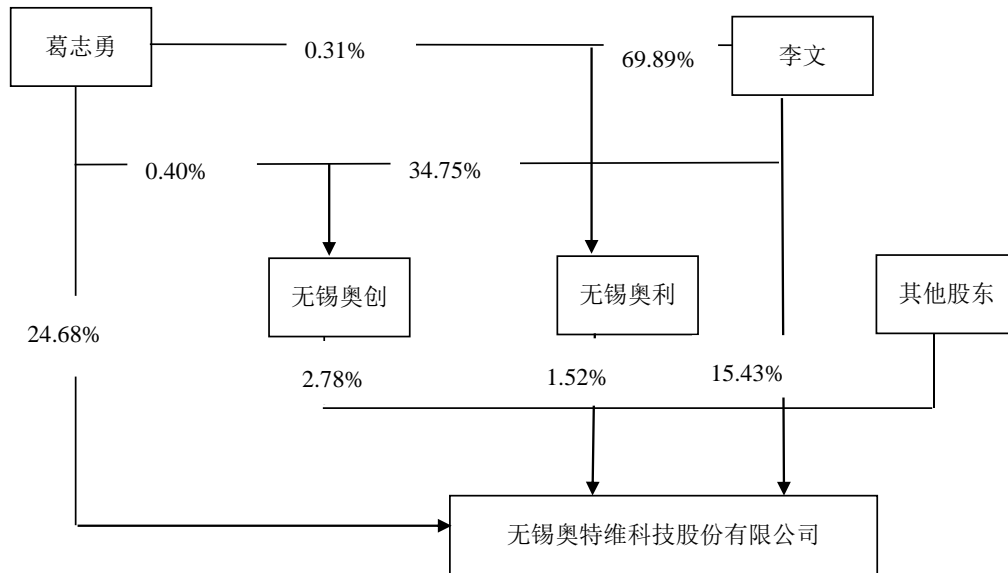 葛志勇
0.31%
69.89%
李文
0.40%
34.75%
无锡奥创
无锡奥利
其他股东
24.68%
2.78%
1.52%
15.43%
无锡奥特维科技股份有限公司